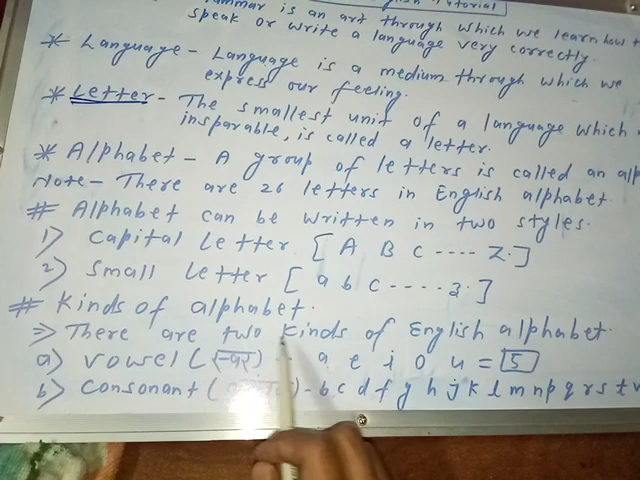 ammar is an art through which we learn how t
speak or write a language very correctly.
* Language - Language is a medium through which we
express our feeling.
* Letter - The smallest unit of a language which
insparable, is called a letter.
* Alphabet - A group of letters is called an alp
Note - There are 26 letters in English alphabet.
# Alphabet can be written in two styles.
1) Capital Letter [A B C ---- Z.]
2) Small Letter [a b c ---- z.]
# Kinds of alphabet.
⇒ There are two kinds of English alphabet.
a) Vowel (स्वर) - a e i o u = 5
b) Consonant ( ) - b c d f g h j k l m n p q r s t v